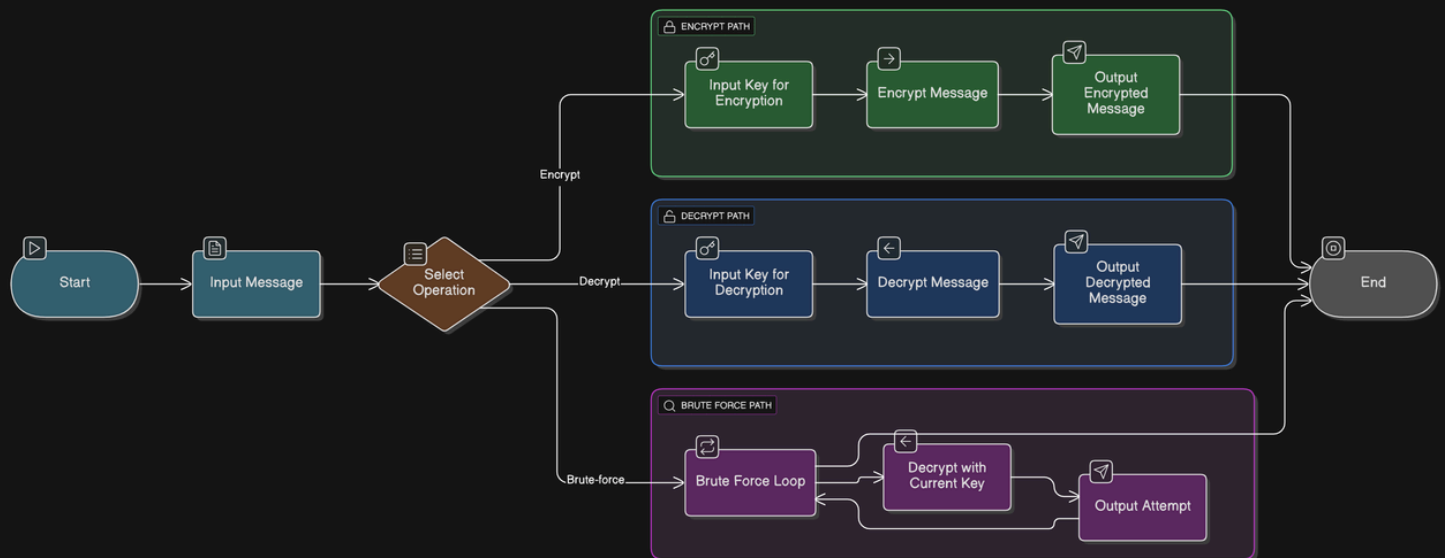 ENCRYPT PATH
Input Key for
Encryption
Encrypt Message
Output
Encrypted
Message
Encrypt
DECRYPT PATH
Start
Input Message
Select
Operation
Decrypt
Input Key for
Decryption
Decrypt Message
Output
Decrypted
Message
End
BRUTE FORCE PATH
Brute-force
Brute Force Loop
Decrypt with
Current Key
Output Attempt